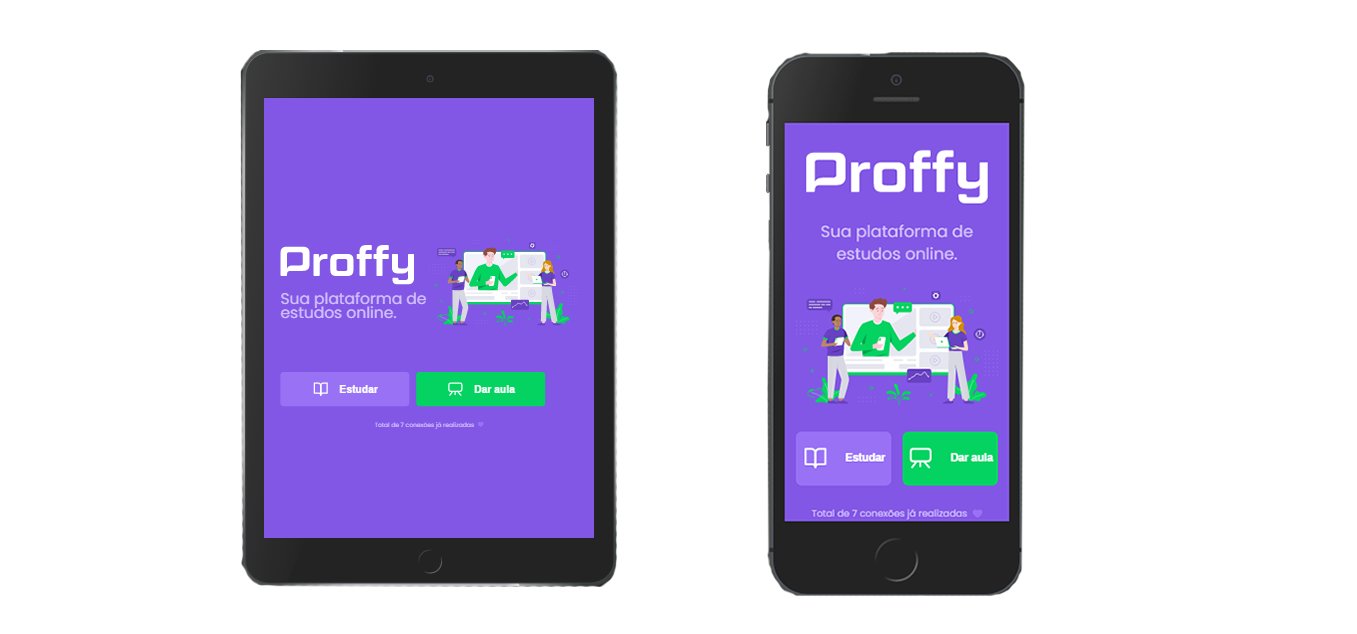 Proffy
Sua plataforma de
estudos online.
Estudar
Dar aula
Total de 7 conexões já realizadas
Proffy
Sua plataforma de
estudos online.
Estudar
Dar aula
Total de 7 conexões já realizadas